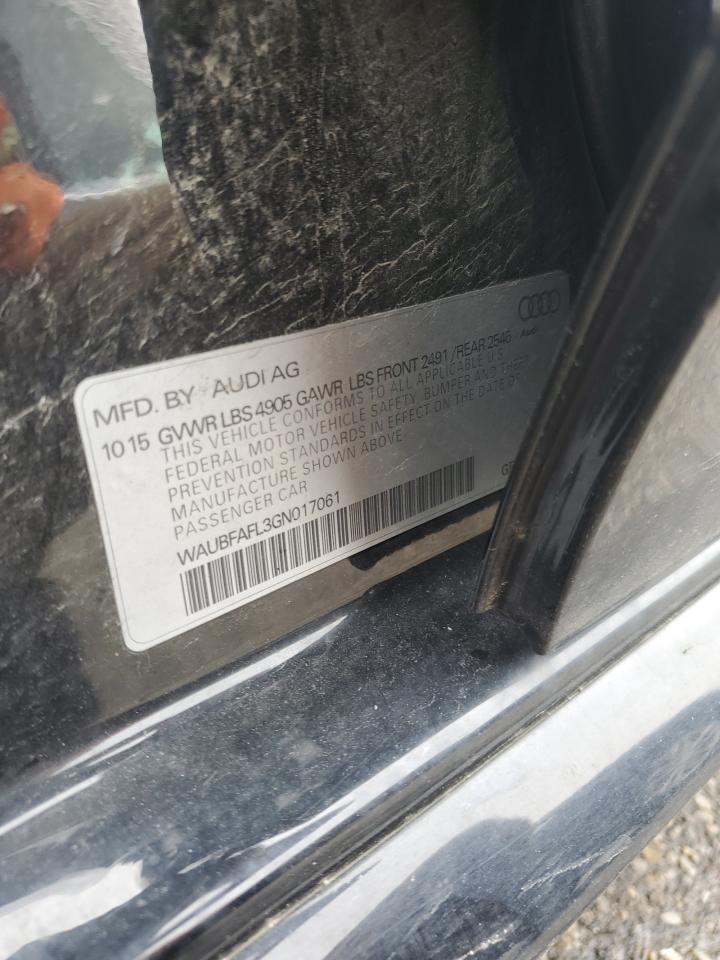 Audi
MFD. BY AUDI AG
10 15 GVWR LBS 4905 GAWR LBS FRONT 2491 / REAR 2546
THIS VEHICLE CONFORMS TO ALL APPLICABLE U.S.
FEDERAL MOTOR VEHICLE SAFETY, BUMPER AND THEFT
PREVENTION STANDARDS IN EFFECT ON THE DATE OF
MANUFACTURE SHOWN ABOVE
PASSENGER CAR
WAUBFAFL3GN017061